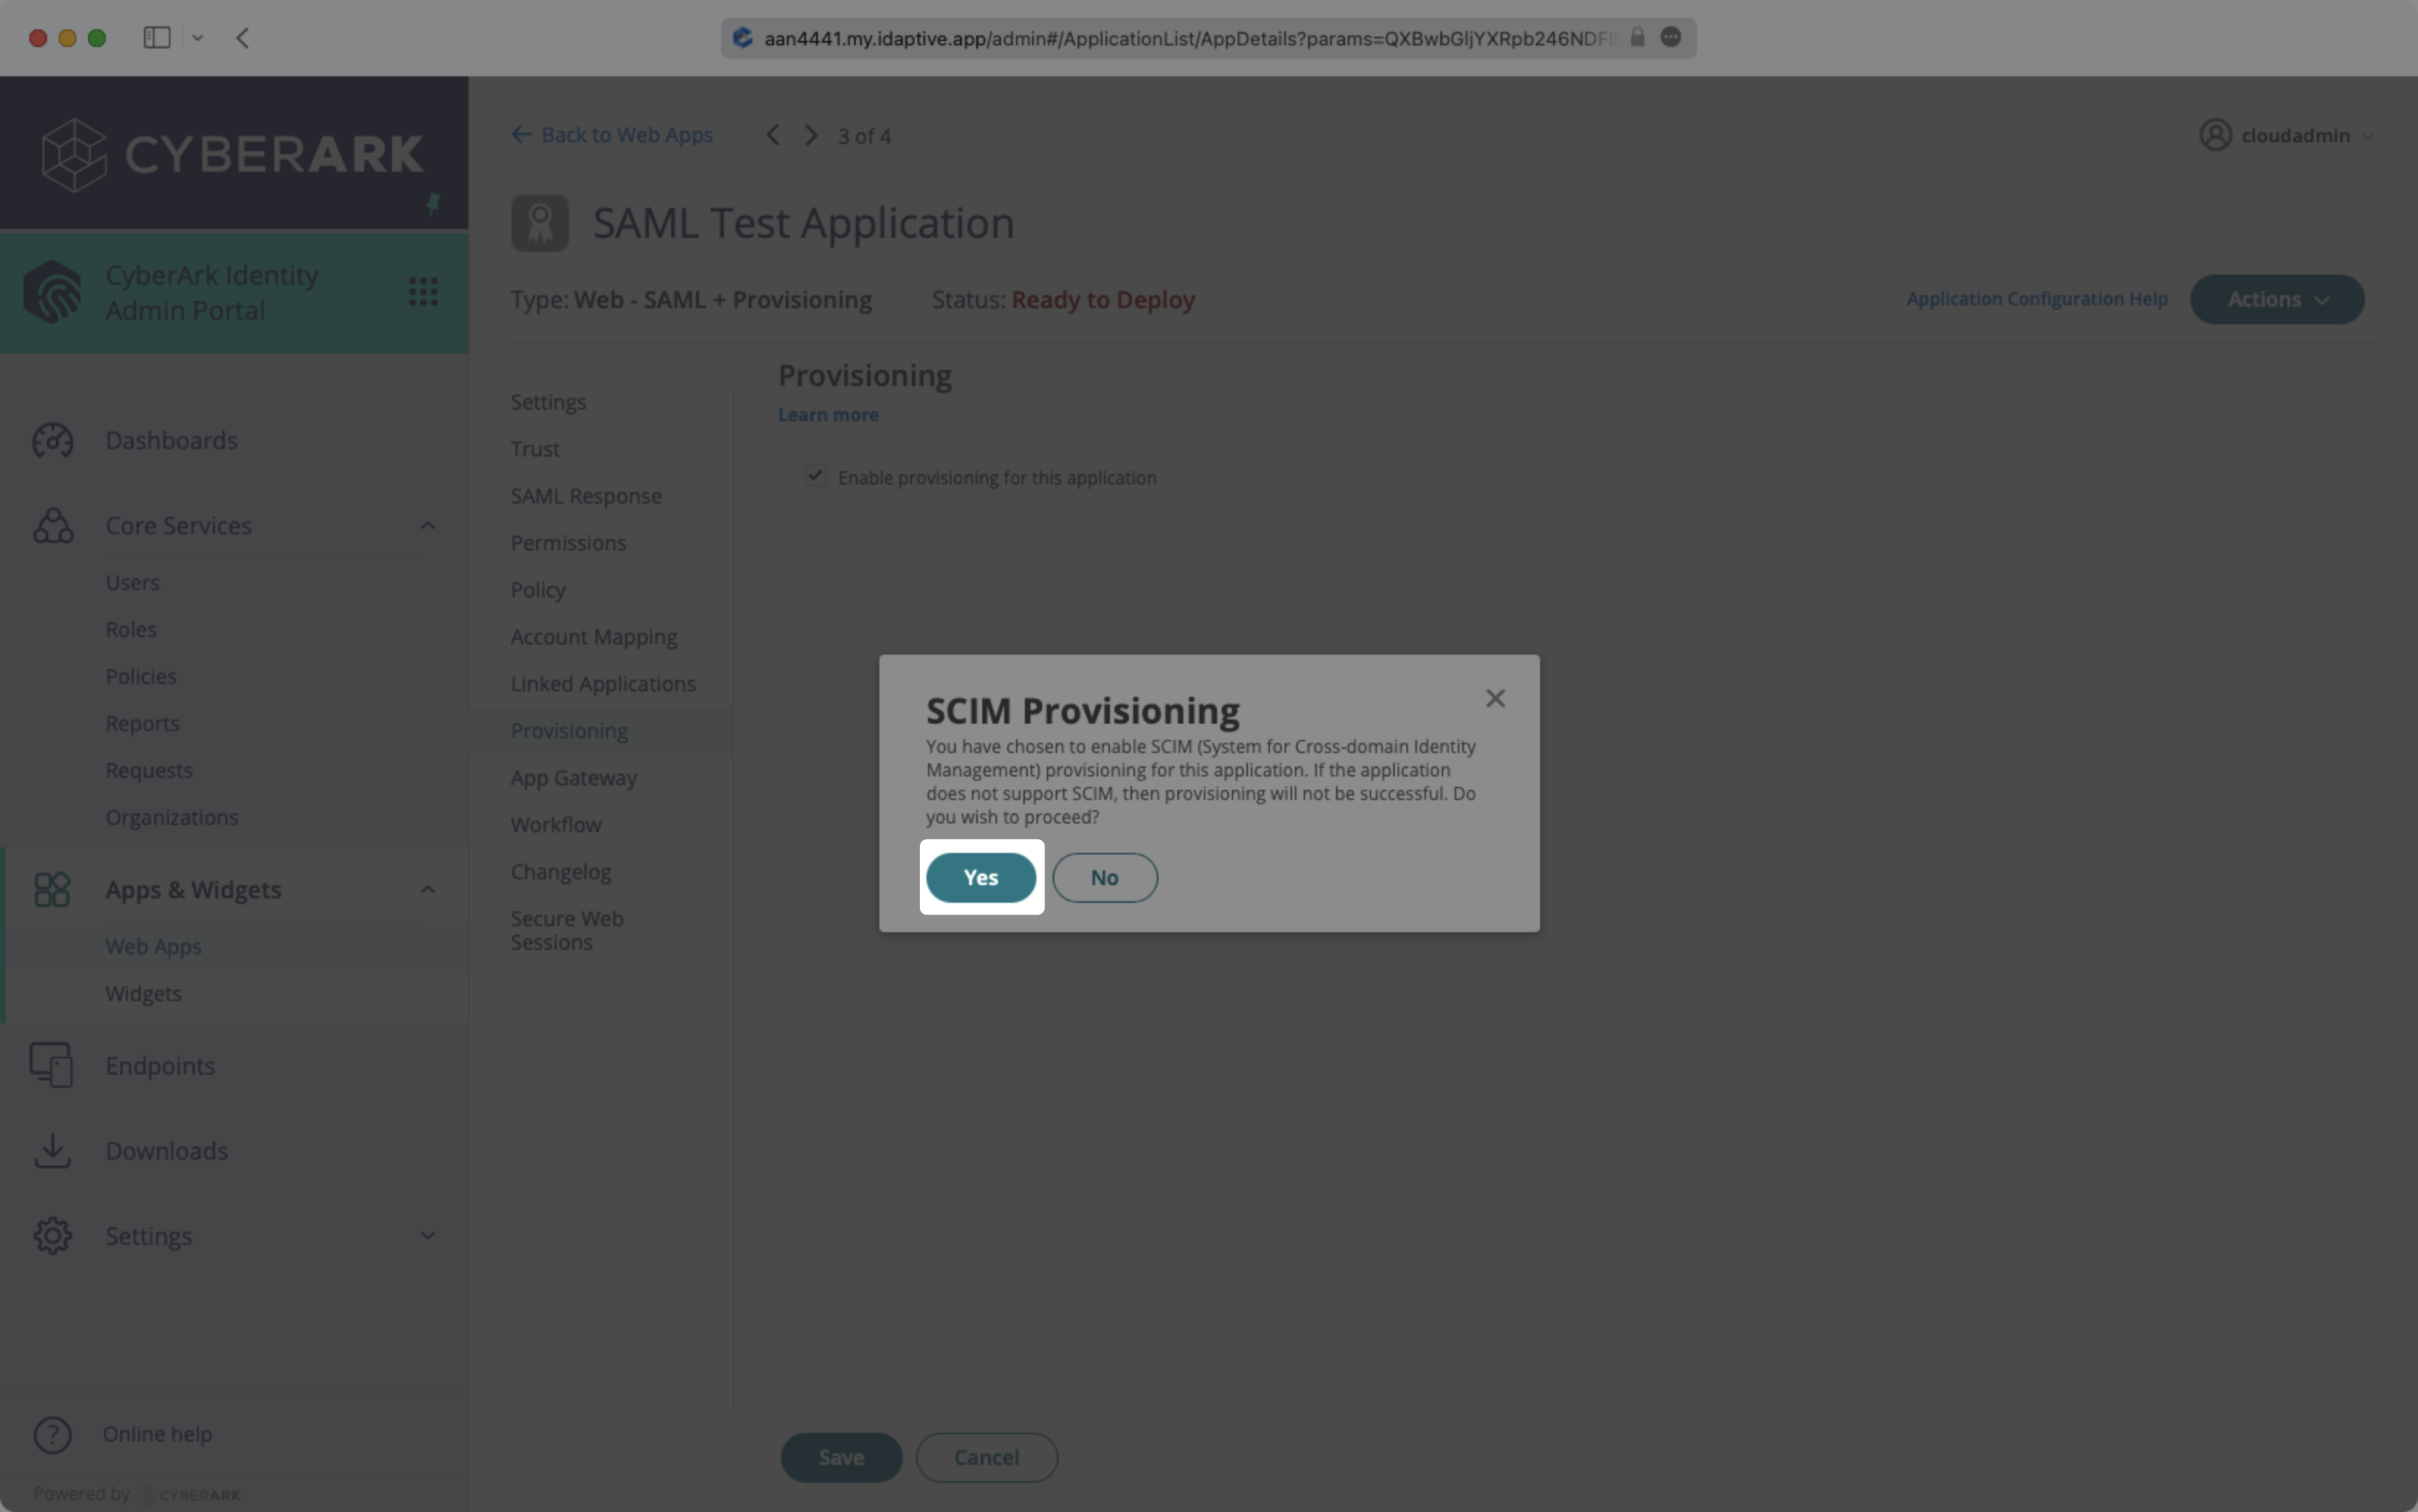 aan4441.my.idaptive.app/admin#/ApplicationList/AppDetails?params=QXBwbGljYXRpb246NDFl
CYBERARK
CyberArk Identity
Admin Portal
Dashboards
Core Services
Users
Roles
Policies
Reports
Requests
Organizations
Apps & Widgets
Web Apps
Widgets
Endpoints
Downloads
Settings
Online help
Powered by CYBERARK
Back to Web Apps
3 of 4
cloudadmin
SAML Test Application
Type: Web - SAML + Provisioning
Status: Ready to Deploy
Application Configuration Help
Actions
Settings
Trust
SAML Response
Permissions
Policy
Account Mapping
Linked Applications
Provisioning
App Gateway
Workflow
Changelog
Secure Web
Sessions
Provisioning
Learn more
Enable provisioning for this application
SCIM Provisioning
You have chosen to enable SCIM (System for Cross-domain Identity
Management) provisioning for this application. If the application
does not support SCIM, then provisioning will not be successful. Do
you wish to proceed?
Yes
No
Save
Cancel